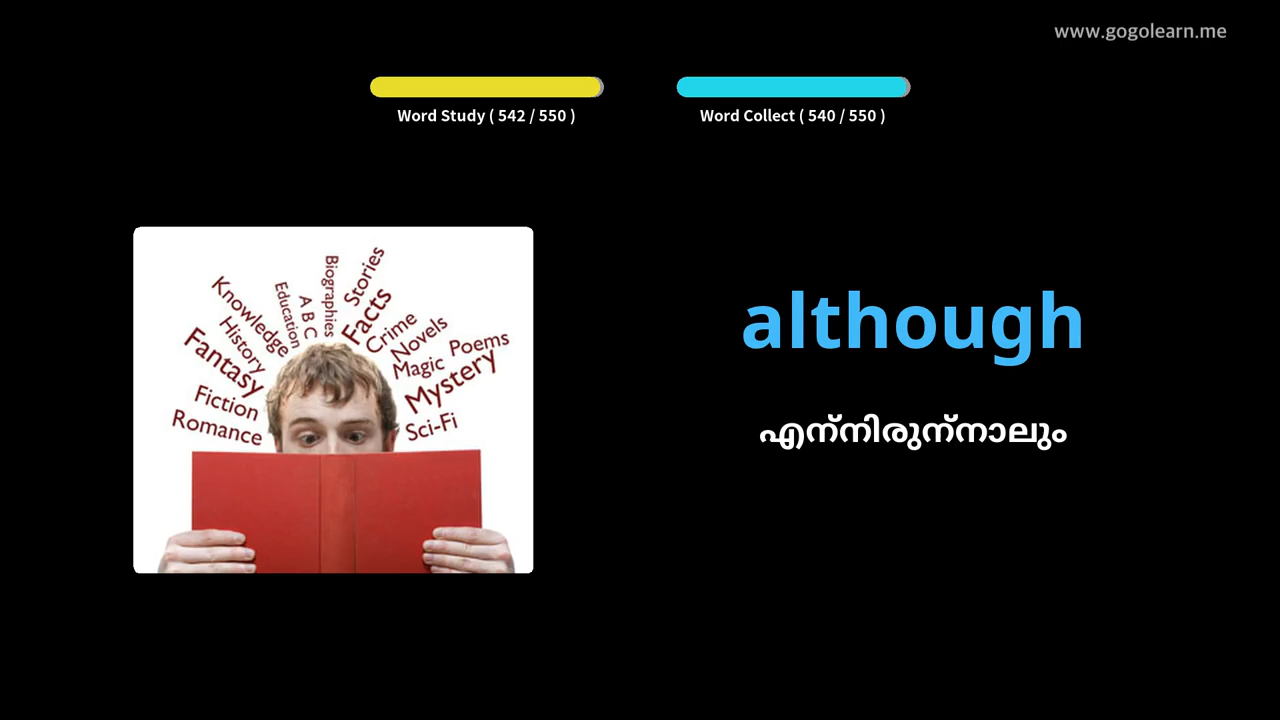 www.gogolearn.me
Word Study ( 542 / 550 )
Word Collect ( 540 / 550 )
Knowledge
History
Fantasy
Fiction
Romance
Education
A B C
Biographies
Stories
Facts
Crime
Novels
Magic
Poems
Mystery
Sci-Fi
although
എന്നിരുന്നാലും